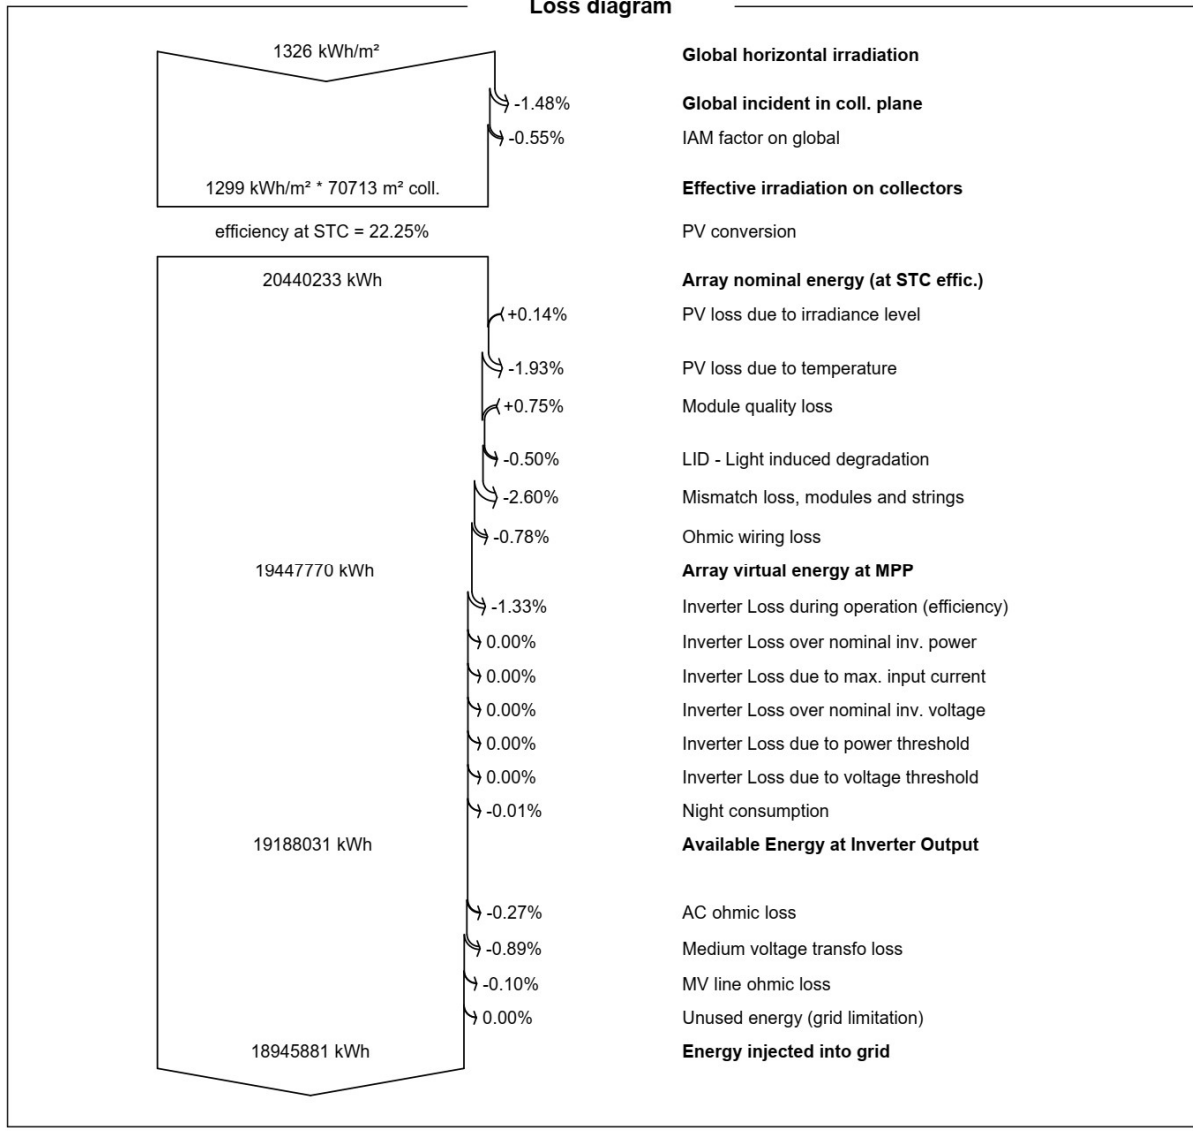 Loss diagram
1326 kWh/m² Global horizontal irradiation
-1.48% Global incident in coll. plane
-0.55% IAM factor on global
1299 kWh/m² * 70713 m² coll. Effective irradiation on collectors
efficiency at STC = 22.25% PV conversion
20440233 kWh Array nominal energy (at STC effic.)
+0.14% PV loss due to irradiance level
-1.93% PV loss due to temperature
+0.75% Module quality loss
-0.50% LID - Light induced degradation
-2.60% Mismatch loss, modules and strings
-0.78% Ohmic wiring loss
19447770 kWh Array virtual energy at MPP
-1.33% Inverter Loss during operation (efficiency)
0.00% Inverter Loss over nominal inv. power
0.00% Inverter Loss due to max. input current
0.00% Inverter Loss over nominal inv. voltage
0.00% Inverter Loss due to power threshold
0.00% Inverter Loss due to voltage threshold
-0.01% Night consumption
19188031 kWh Available Energy at Inverter Output
-0.27% AC ohmic loss
-0.89% Medium voltage transfo loss
-0.10% MV line ohmic loss
0.00% Unused energy (grid limitation)
18945881 kWh Energy injected into grid